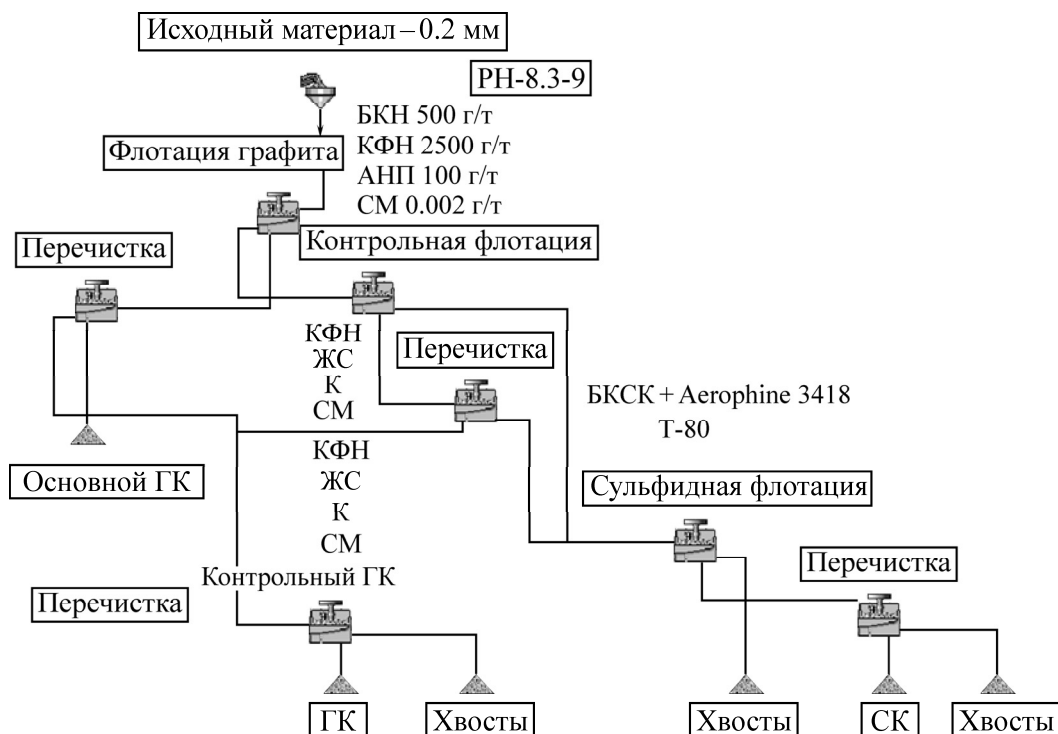 Исходный материал – 0.2 мм
РН-8.3-9
БКН 500 г/т
КФН 2500 г/т
АНП 100 г/т
СМ 0.002 г/т
Флотация графита
Контрольная флотация
Перечистка
КФН
ЖС
К
СМ
Перечистка
БКСК + Aerophine 3418
Т-80
КФН
ЖС
К
СМ
Основной ГК
Сульфидная флотация
Контрольный ГК
Перечистка
Перечистка
ГК
Хвосты
Хвосты
СК
Хвосты